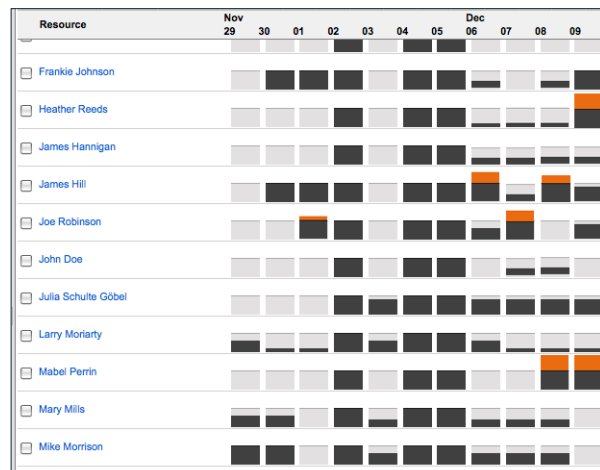 Nov Dec
Resource
29 30 01 02 03 04 05 06 07 08 09
Frankie Johnson
Heather Reeds
James Hannigan
James Hill
Joe Robinson
John Doe
Julia Schulte Göbel
Larry Moriarty
Mabel Perrin
Mary Mills
Mike Morrison